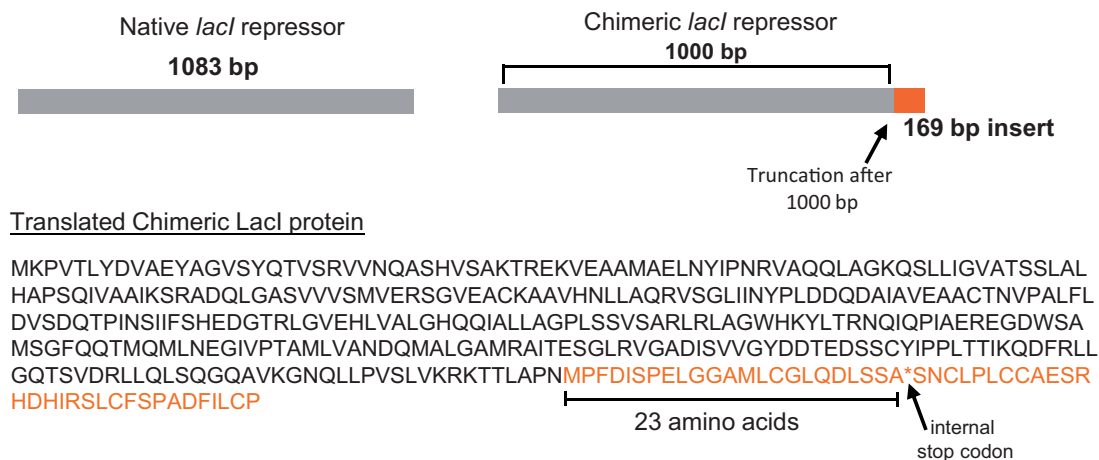 Native lacI repressor
1083 bp
Chimeric lacI repressor
1000 bp
169 bp insert
Truncation after
1000 bp
Translated Chimeric LacI protein
MKPVTLYDVAEYAGVSYQTVSRVVNQASHVSAKTREKVEAAMAELNYIPNRVAQQLAGKQSLLIGVATSSLAL
HAPSQIVAAIKSRADQLGASVVVSMVERSGVEACKAAVHNLLAQRVSGLIINYPLDDQDAIAVEAACTNVPALFL
DVSDQTPINSIIFSHEDGTRLGVEHLVALGHQQIALLAGPLSSVSARLRLAGWHKYLTRNQIQPIAEREGDWSA
MSGFQQTMQMLNEGIVPTAMLVANDQMALGAMRAITESGLRVGADISVVGYDDTEDSSCYIPPLTTIKQDFRLL
GQTSVDRLLQLSQGQAVKGNQLLPVSLVKRKTTLAPNMPFDISPELGGAMLCGLQDLSSA*SNCLPLCCAESR
HDHIRSLCFSPADFILCP
23 amino acids
internal
stop codon